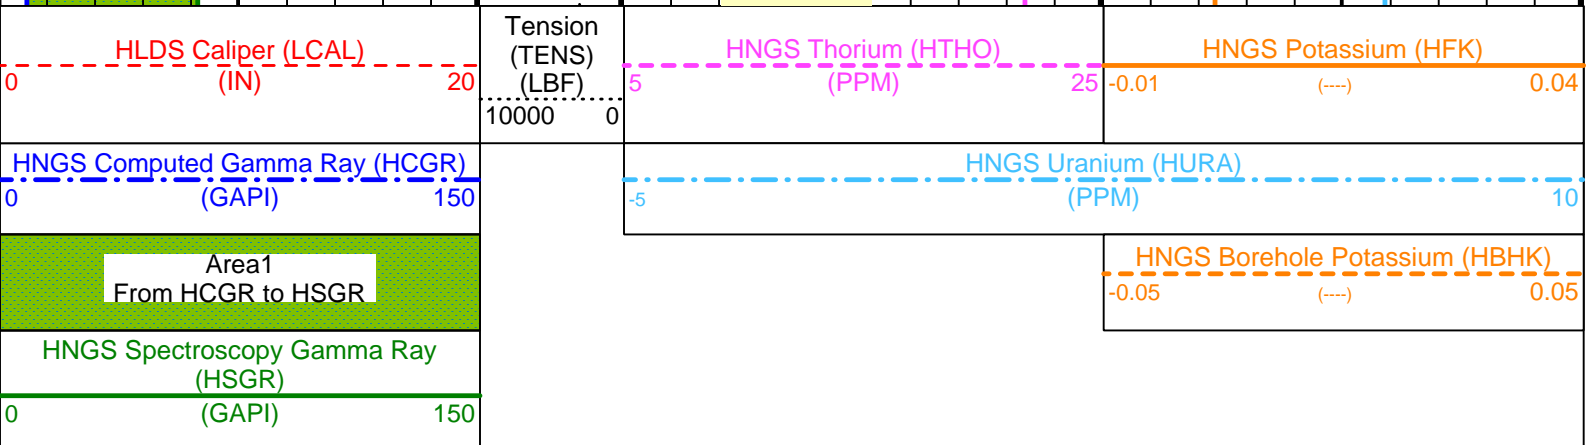 HLDS Caliper (LCAL)
0 (IN) 20
Tension
(TENS)
(LBF)
10000 0
HNGS Thorium (HTHO)
5 (PPM) 25
HNGS Potassium (HFK)
-0.01 (----) 0.04
HNGS Computed Gamma Ray (HCGR)
0 (GAPI) 150
HNGS Uranium (HURA)
-5 (PPM) 10
Area1
From HCGR to HSGR
HNGS Borehole Potassium (HBHK)
-0.05 (----) 0.05
HNGS Spectroscopy Gamma Ray
(HSGR)
0 (GAPI) 150